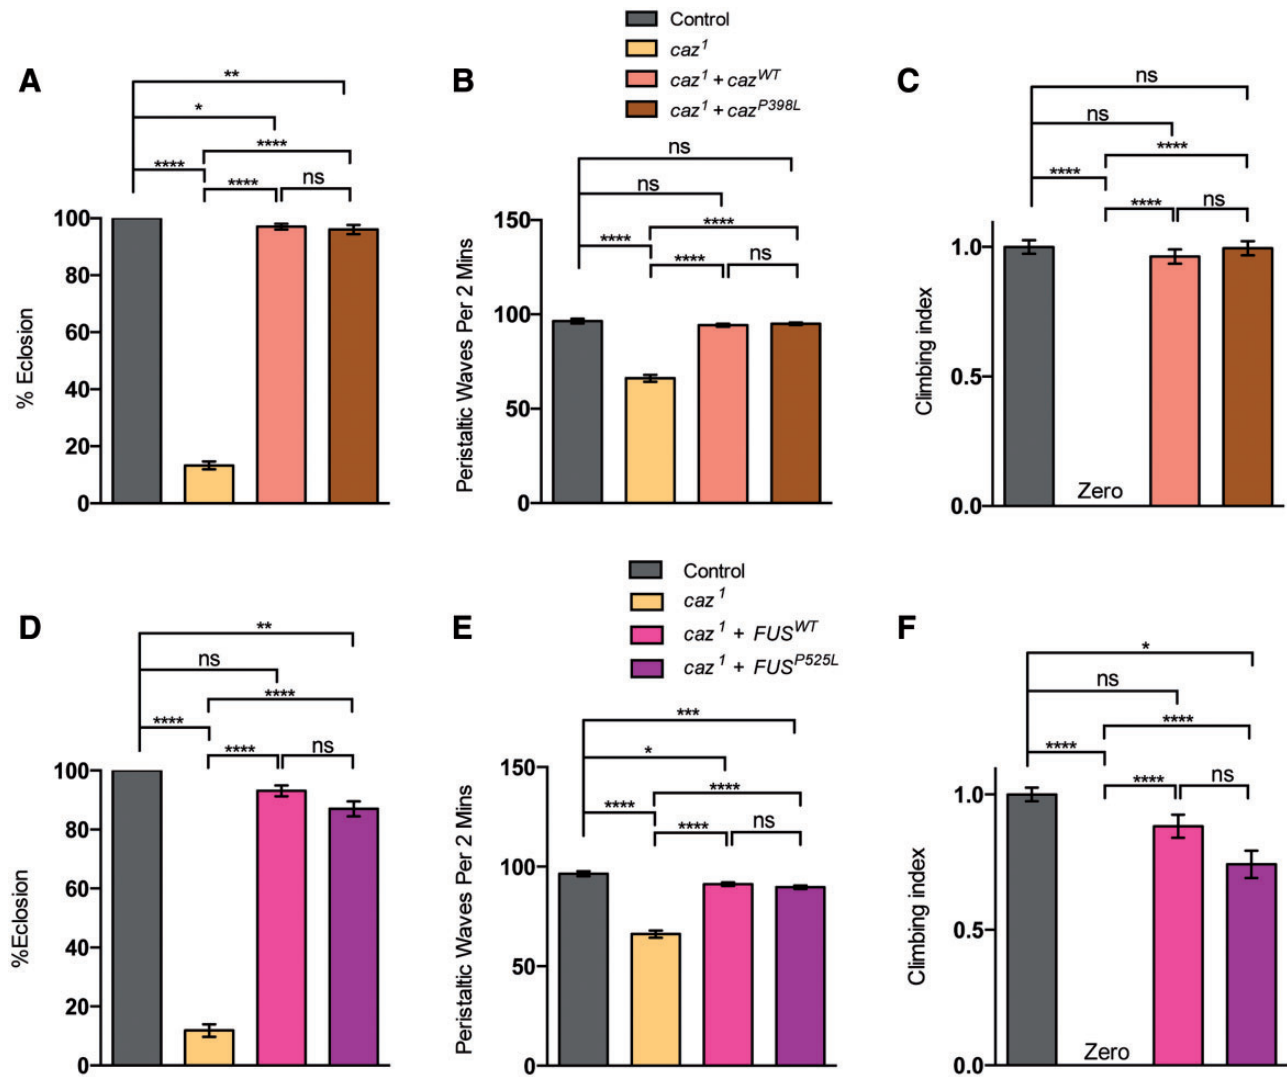 Control
caz¹
caz¹ + cazᵂᵀ
caz¹ + cazᴾ³⁹⁸ᴸ
A
**
*
****
****
****
ns
% Eclosion
100
80
60
40
20
0
B
ns
ns
****
****
****
ns
Peristaltic Waves Per 2 Mins
150
100
50
0
C
ns
ns
****
****
****
ns
Climbing index
1.0
0.5
0.0
Zero
Control
caz¹
caz¹ + FUSᵂᵀ
caz¹ + FUSᴾ⁵²⁵ᴸ
D
**
ns
****
****
****
ns
%Eclosion
100
80
60
40
20
0
E
***
*
****
****
****
ns
Peristaltic Waves Per 2 Mins
150
100
50
0
F
*
ns
****
****
****
ns
Climbing index
1.0
0.5
0.0
Zero